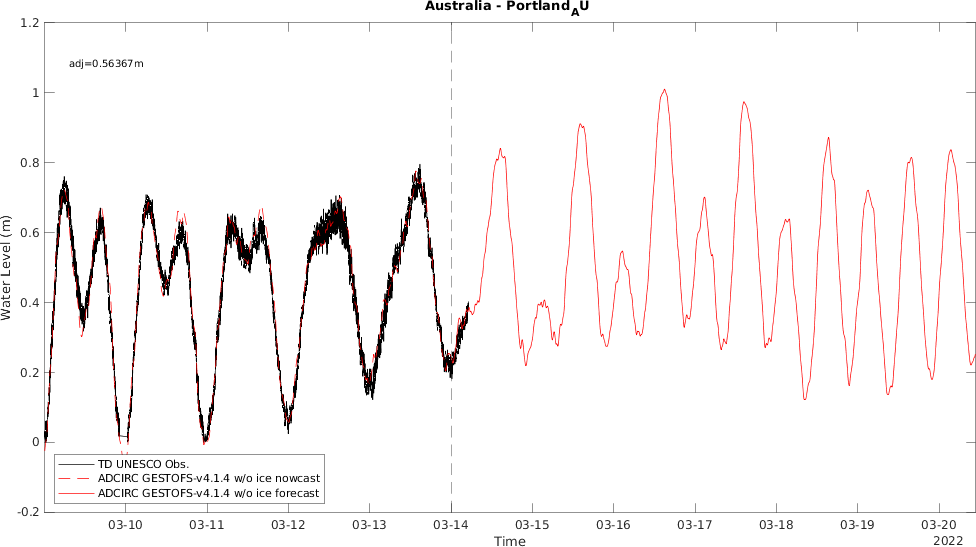 Australia - Portland_AU
1.2
adj=0.56367m
1
0.8
0.6
0.4
0.2
0
-0.2
Water Level (m)
TD UNESCO Obs.
ADCIRC GESTOFS-v4.1.4 w/o ice nowcast
ADCIRC GESTOFS-v4.1.4 w/o ice forecast
03-10 03-11 03-12 03-13 03-14 03-15 03-16 03-17 03-18 03-19 03-20
Time
2022